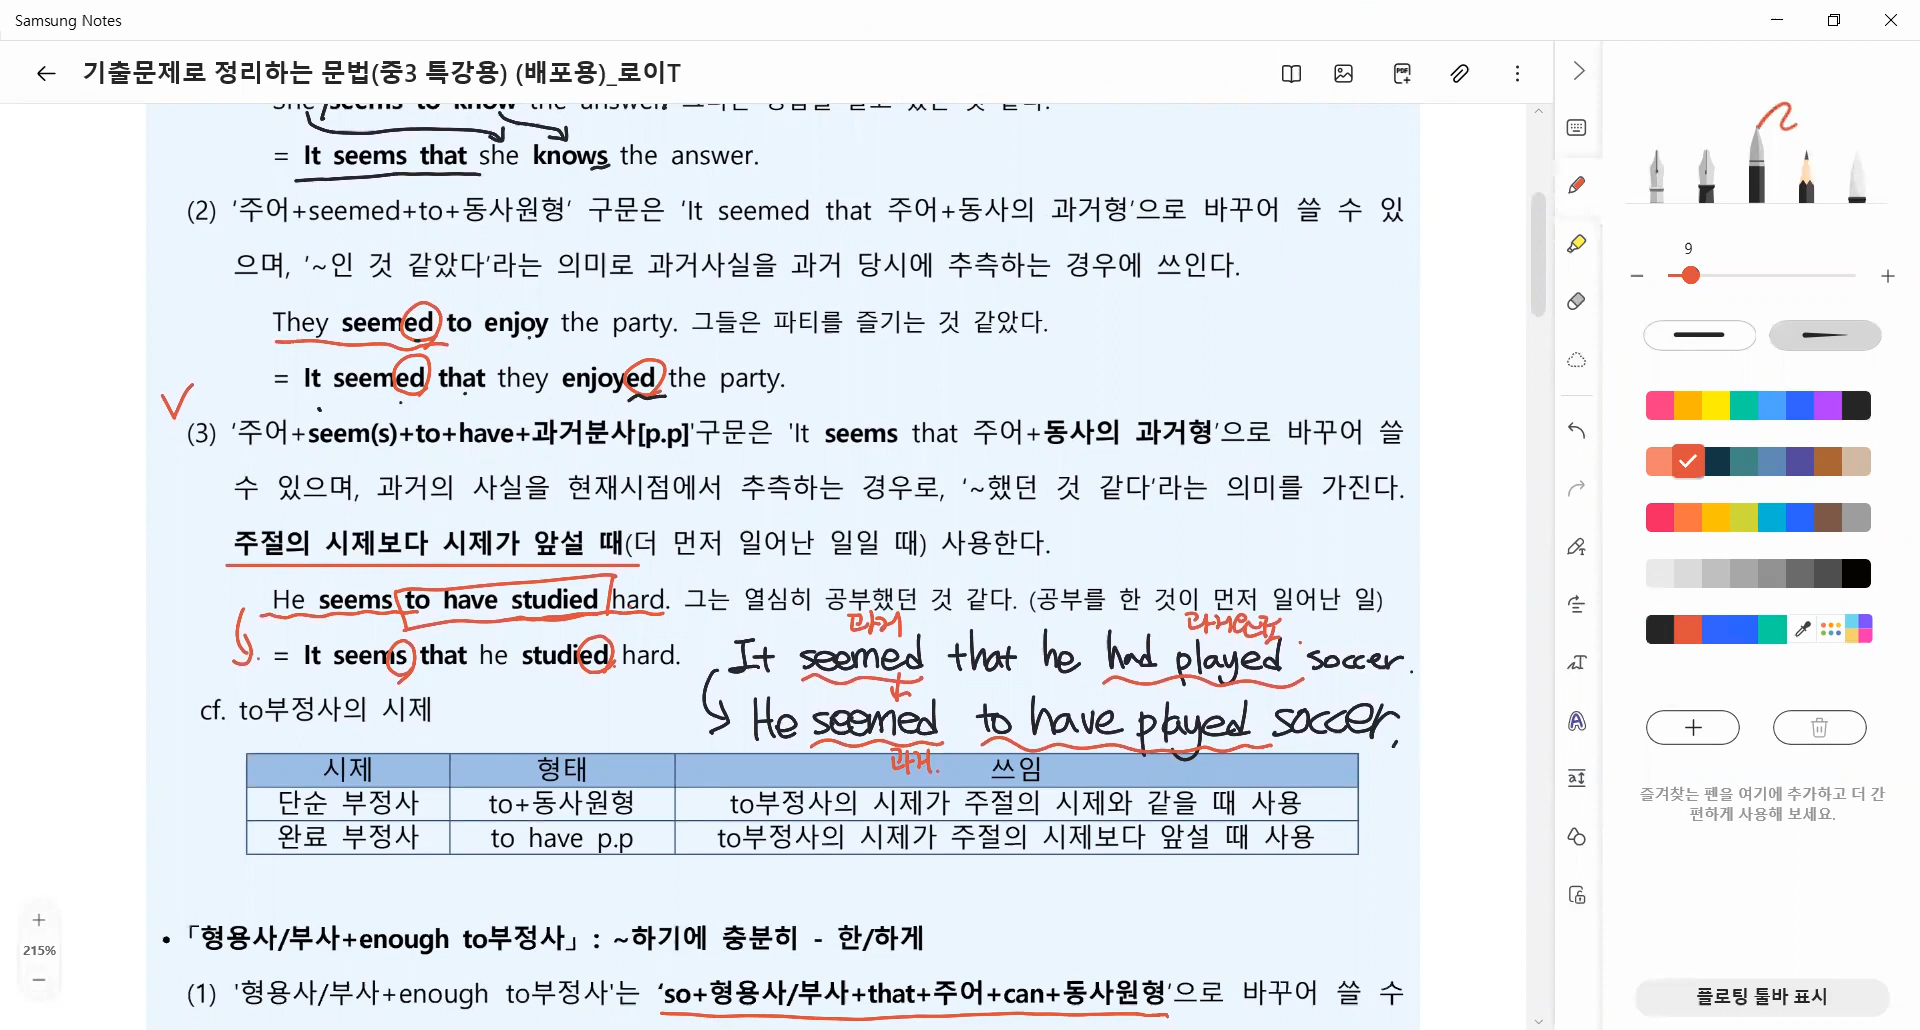 Samsung Notes
기출문제로 정리하는 문법(중3 특강용) (배포용)_로이T
She seems to know the answer. 그녀는 정답을 알고 있는 것 같다.
= It seems that she knows the answer.
(2) '주어+seemed+to+동사원형' 구문은 'It seemed that 주어+동사의 과거형'으로 바꾸어 쓸 수 있
으며, '~인 것 같았다'라는 의미로 과거사실을 과거 당시에 추측하는 경우에 쓰인다.
They seemed to enjoy the party. 그들은 파티를 즐기는 것 같았다.
= It seemed that they enjoyed the party.
(3) '주어+seem(s)+to+have+과거분사[p.p]'구문은 'It seems that 주어+동사의 과거형'으로 바꾸어 쓸
수 있으며, 과거의 사실을 현재시점에서 추측하는 경우로, '~했던 것 같다'라는 의미를 가진다.
주절의 시제보다 시제가 앞설 때(더 먼저 일어난 일일 때) 사용한다.
He seems to have studied hard. 그는 열심히 공부했던 것 같다. (공부를 한 것이 먼저 일어난 일)
과거 과거완료
= It seems that he studied hard. It seemed that he had played soccer.
cf. to부정사의 시제 He seemed to have played soccer.
과거.
시제 형태 쓰임
단순 부정사 to+동사원형 to부정사의 시제가 주절의 시제와 같을 때 사용
완료 부정사 to have p.p to부정사의 시제가 주절의 시제보다 앞설 때 사용
• 「형용사/부사+enough to부정사」: ~하기에 충분히 - 한/하게
(1) '형용사/부사+enough to부정사'는 'so+형용사/부사+that+주어+can+동사원형'으로 바꾸어 쓸 수
215%
9
즐겨찾는 펜을 여기에 추가하고 더 간
편하게 사용해 보세요.
플로팅 툴바 표시